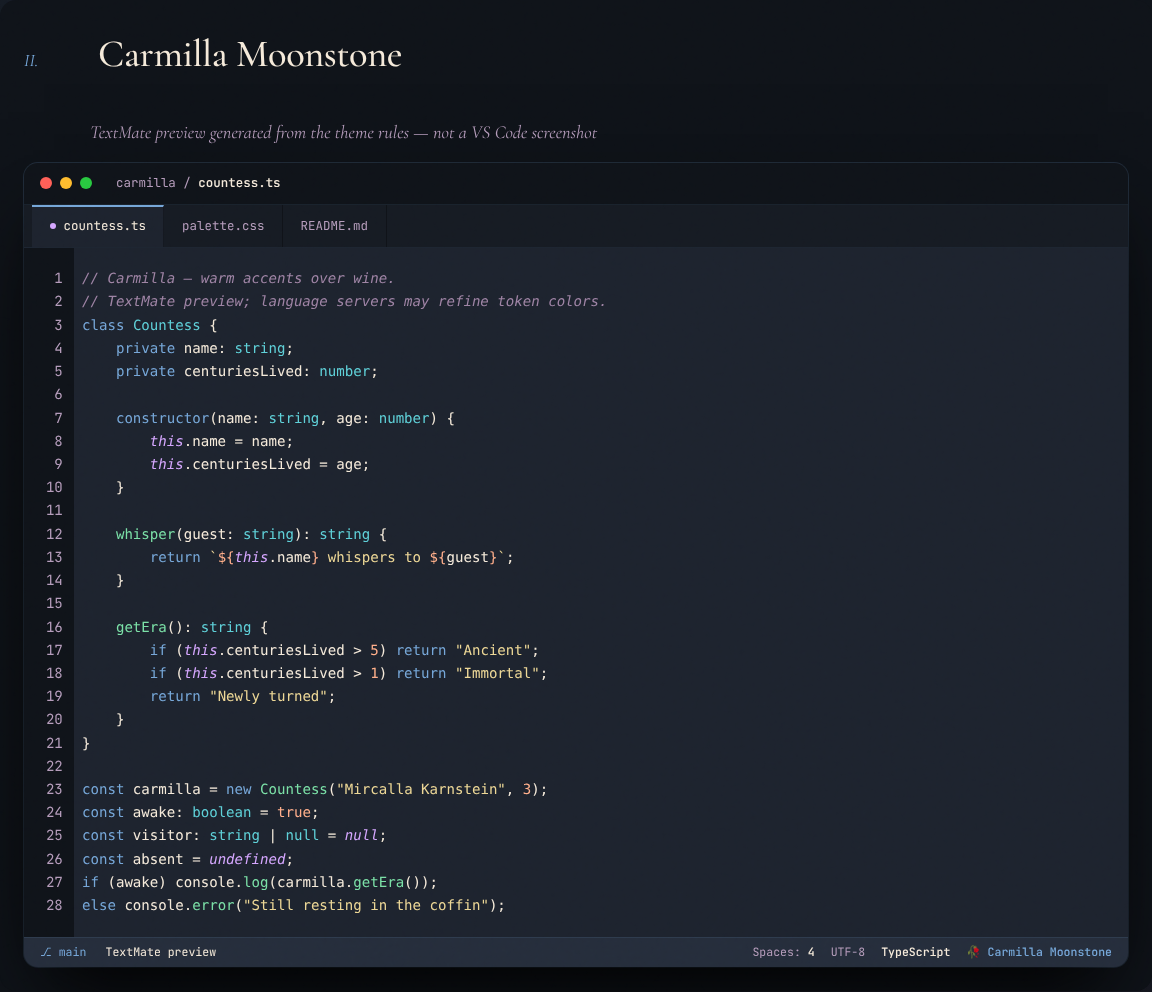 II.
Carmilla Moonstone
TextMate preview generated from the theme rules — not a VS Code screenshot
carmilla / countess.ts
countess.ts palette.css README.md
1 // Carmilla — warm accents over wine.
2 // TextMate preview; language servers may refine token colors.
3 class Countess {
4     private name: string;
5     private centuriesLived: number;
6
7     constructor(name: string, age: number) {
8         this.name = name;
9         this.centuriesLived = age;
10     }
11
12     whisper(guest: string): string {
13         return `${this.name} whispers to ${guest}`;
14     }
15
16     getEra(): string {
17         if (this.centuriesLived > 5) return "Ancient";
18         if (this.centuriesLived > 1) return "Immortal";
19         return "Newly turned";
20     }
21 }
22
23 const carmilla = new Countess("Mircalla Karnstein", 3);
24 const awake: boolean = true;
25 const visitor: string | null = null;
26 const absent = undefined;
27 if (awake) console.log(carmilla.getEra());
28 else console.error("Still resting in the coffin");
⎇ main TextMate preview Spaces: 4 UTF-8 TypeScript 🥀 Carmilla Moonstone